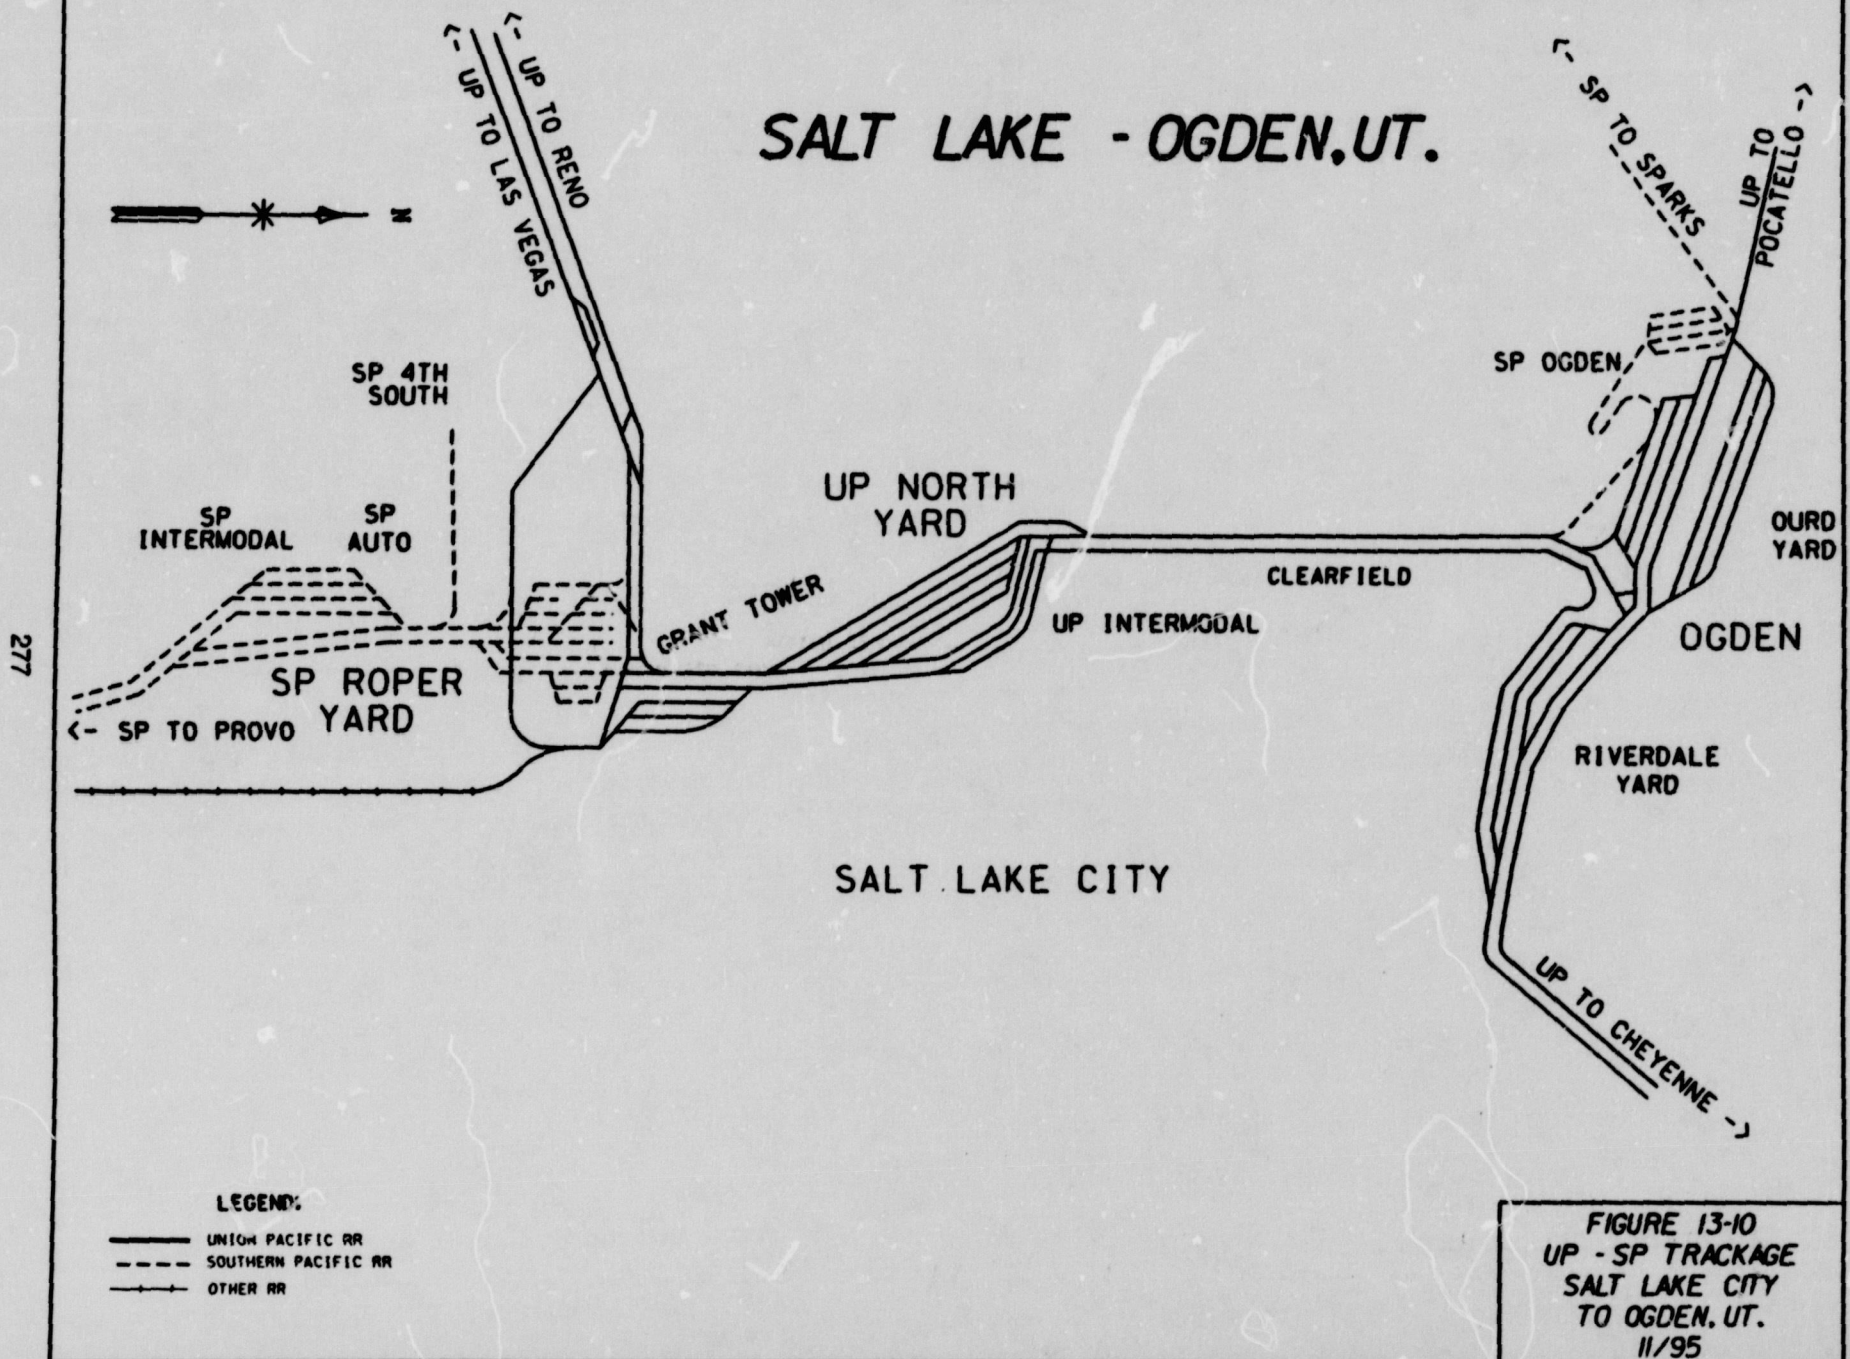 SALT LAKE - OGDEN, UT.
<- UP TO LAS VEGAS
<- UP TO RENO
<- SP TO SPARKS
UP TO
POCATELLO ->
N
SP OGDEN
SP 4TH
SOUTH
SP
INTERMODAL
SP
AUTO
UP NORTH
YARD
GRANT TOWER
CLEARFIELD
UP INTERMODAL
OURD
YARD
OGDEN
SP ROPER
YARD
<- SP TO PROVO
RIVERDALE
YARD
SALT LAKE CITY
UP TO CHEYENNE ->
277
LEGEND:
UNION PACIFIC RR
SOUTHERN PACIFIC RR
OTHER RR
FIGURE 13-10
UP - SP TRACKAGE
SALT LAKE CITY
TO OGDEN, UT.
11/95